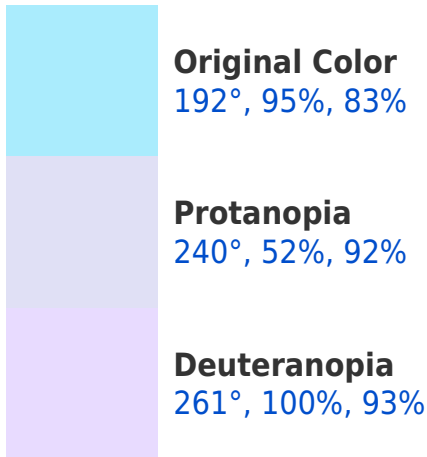 Original Color
192°, 95%, 83%
Protanopia
240°, 52%, 92%
Deuteranopia
261°, 100%, 93%